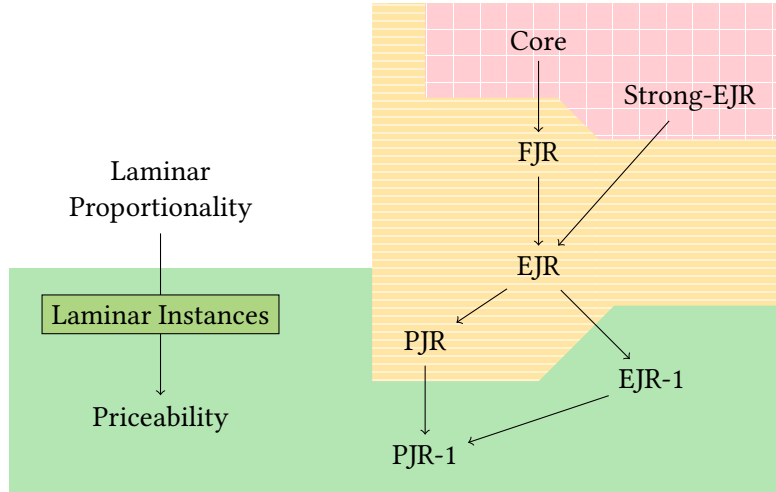 Core
Strong-EJR
FJR
Laminar
Proportionality
EJR
Laminar Instances
PJR
EJR-1
Priceability
PJR-1